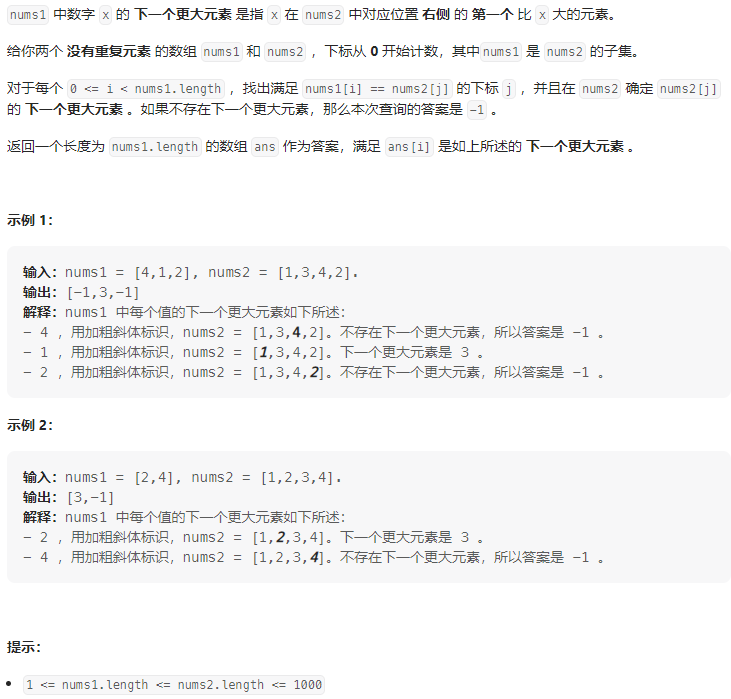 nums1 中数字 x 的 下一个更大元素 是指 x 在 nums2 中对应位置 右侧 的 第一个 比 x 大的元素。
给你两个 没有重复元素 的数组 nums1 和 nums2 ，下标从 0 开始计数，其中nums1 是 nums2 的子集。
对于每个 0 <= i < nums1.length ，找出满足 nums1[i] == nums2[j] 的下标 j ，并且在 nums2 确定 nums2[j]
的 下一个更大元素 。如果不存在下一个更大元素，那么本次查询的答案是 -1 。
返回一个长度为 nums1.length 的数组 ans 作为答案，满足 ans[i] 是如上所述的 下一个更大元素 。
示例 1：
输入：nums1 = [4,1,2], nums2 = [1,3,4,2].
输出：[-1,3,-1]
解释：nums1 中每个值的下一个更大元素如下所述：
- 4 ，用加粗斜体标识，nums2 = [1,3,4,2]。不存在下一个更大元素，所以答案是 -1 。
- 1 ，用加粗斜体标识，nums2 = [1,3,4,2]。下一个更大元素是 3 。
- 2 ，用加粗斜体标识，nums2 = [1,3,4,2]。不存在下一个更大元素，所以答案是 -1 。
示例 2：
输入：nums1 = [2,4], nums2 = [1,2,3,4].
输出：[3,-1]
解释：nums1 中每个值的下一个更大元素如下所述：
- 2 ，用加粗斜体标识，nums2 = [1,2,3,4]。下一个更大元素是 3 。
- 4 ，用加粗斜体标识，nums2 = [1,2,3,4]。不存在下一个更大元素，所以答案是 -1 。
提示：
• 1 <= nums1.length <= nums2.length <= 1000